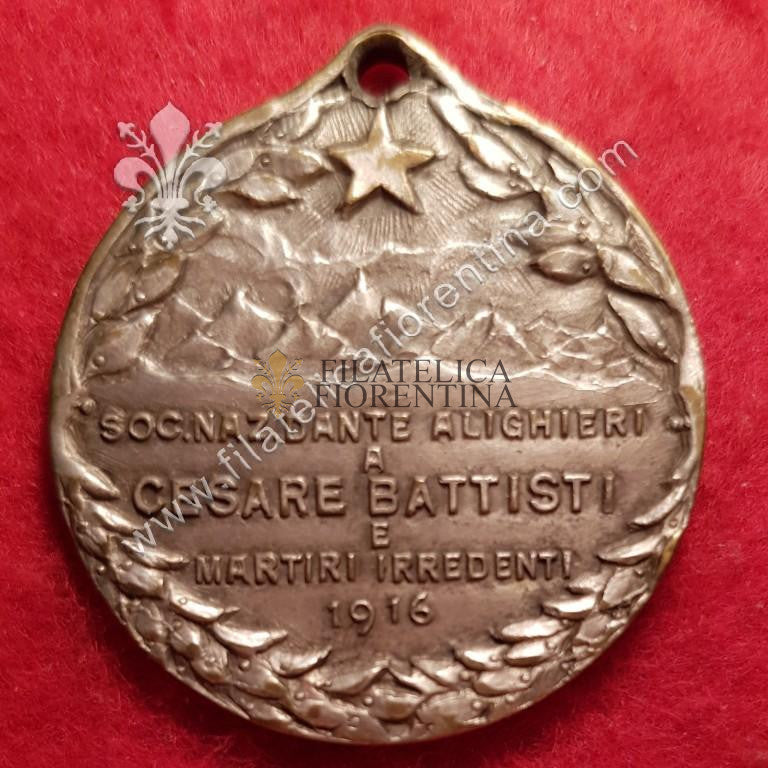 FILATELICA
FIORENTINA
www.filatelicafiorentina.com
SOC. NAZ. DANTE ALIGHIERI
A
CESARE BATTISTI
E
MARTIRI IRREDENTI
1916